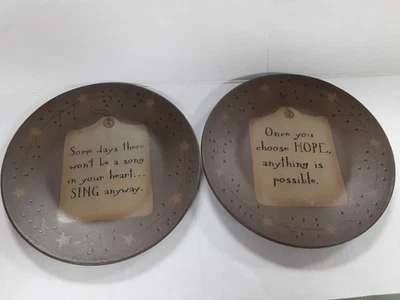 Some days there
won't be a song
in your heart...
SING anyway.
Once you
choose HOPE,
anything is
possible.